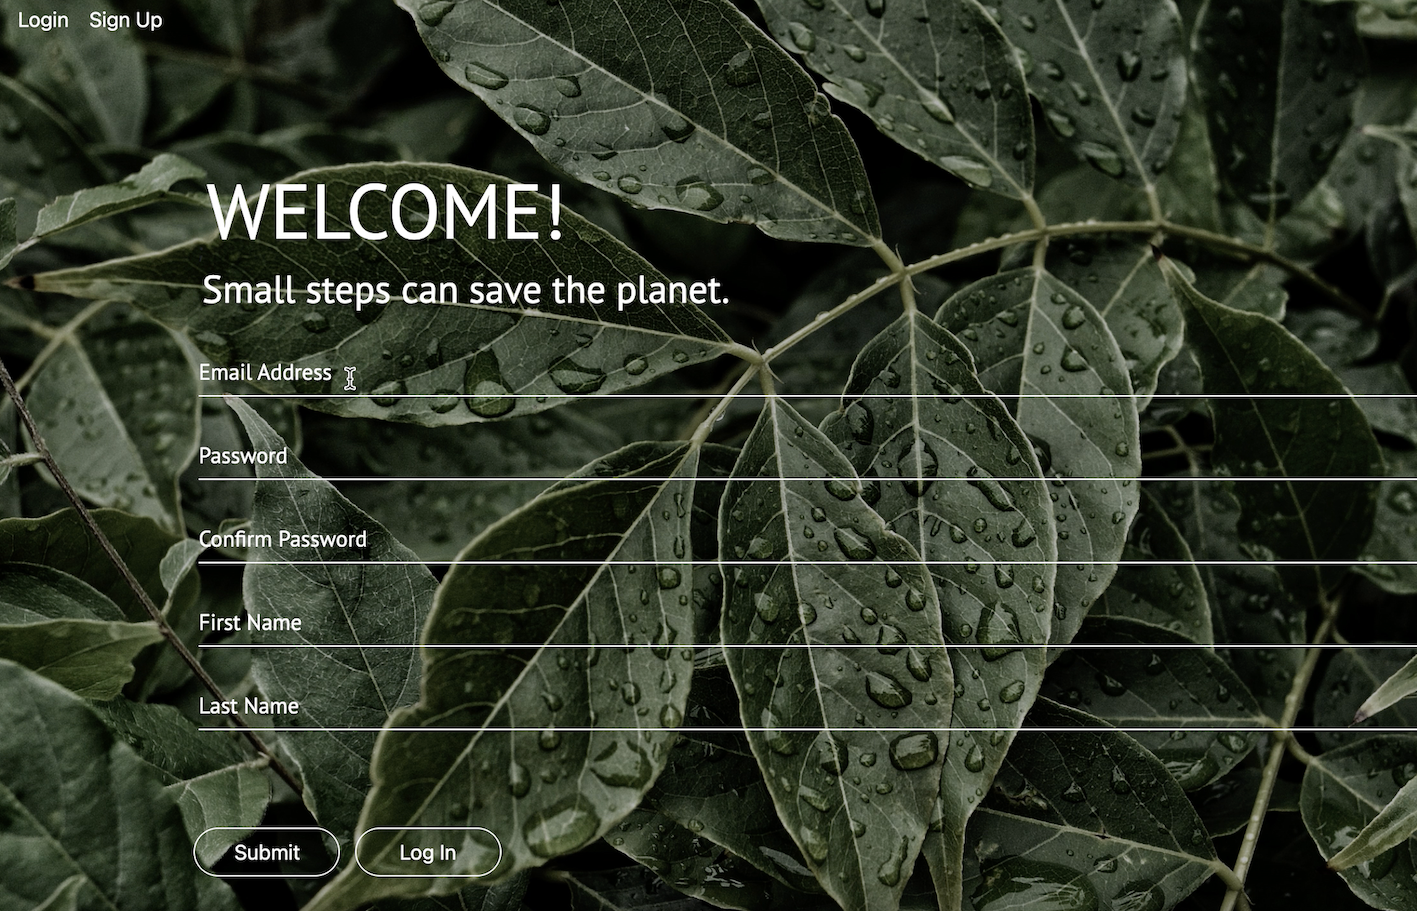 Login Sign Up
WELCOME!
Small steps can save the planet.
Email Address
Password
Confirm Password
First Name
Last Name
Submit Log In